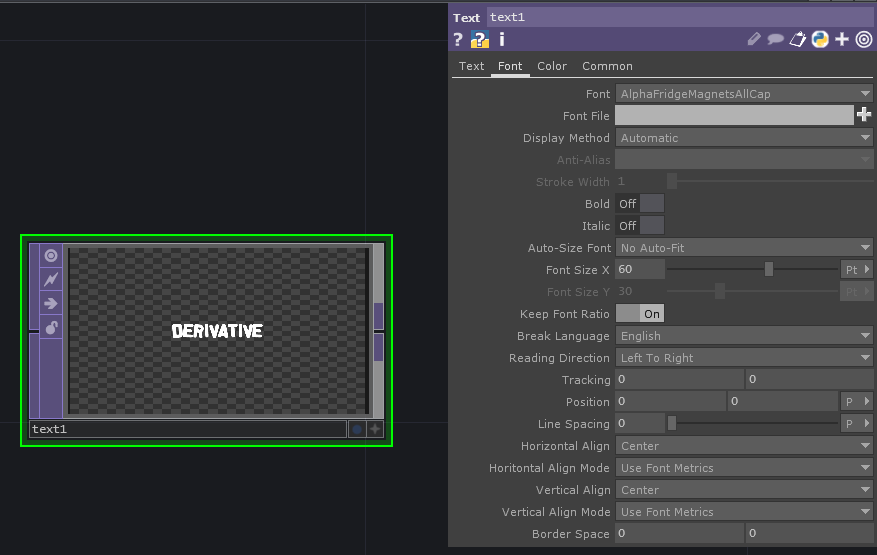 Text text1
? ? i
Text Font Color Common
Font AlphaFridgeMagnetsAllCap
Font File
Display Method Automatic
Anti-Alias
Stroke Width 1
Bold Off
Italic Off
Auto-Size Font No Auto-Fit
Font Size X 60 Pt
Font Size Y 30 Pt
Keep Font Ratio On
Break Language English
Reading Direction Left To Right
Tracking 0 0
Position 0 0 P
Line Spacing 0 P
Horizontal Align Center
Horitontal Align Mode Use Font Metrics
Vertical Align Center
Vertical Align Mode Use Font Metrics
Border Space 0 0
DERIVATIVE
text1